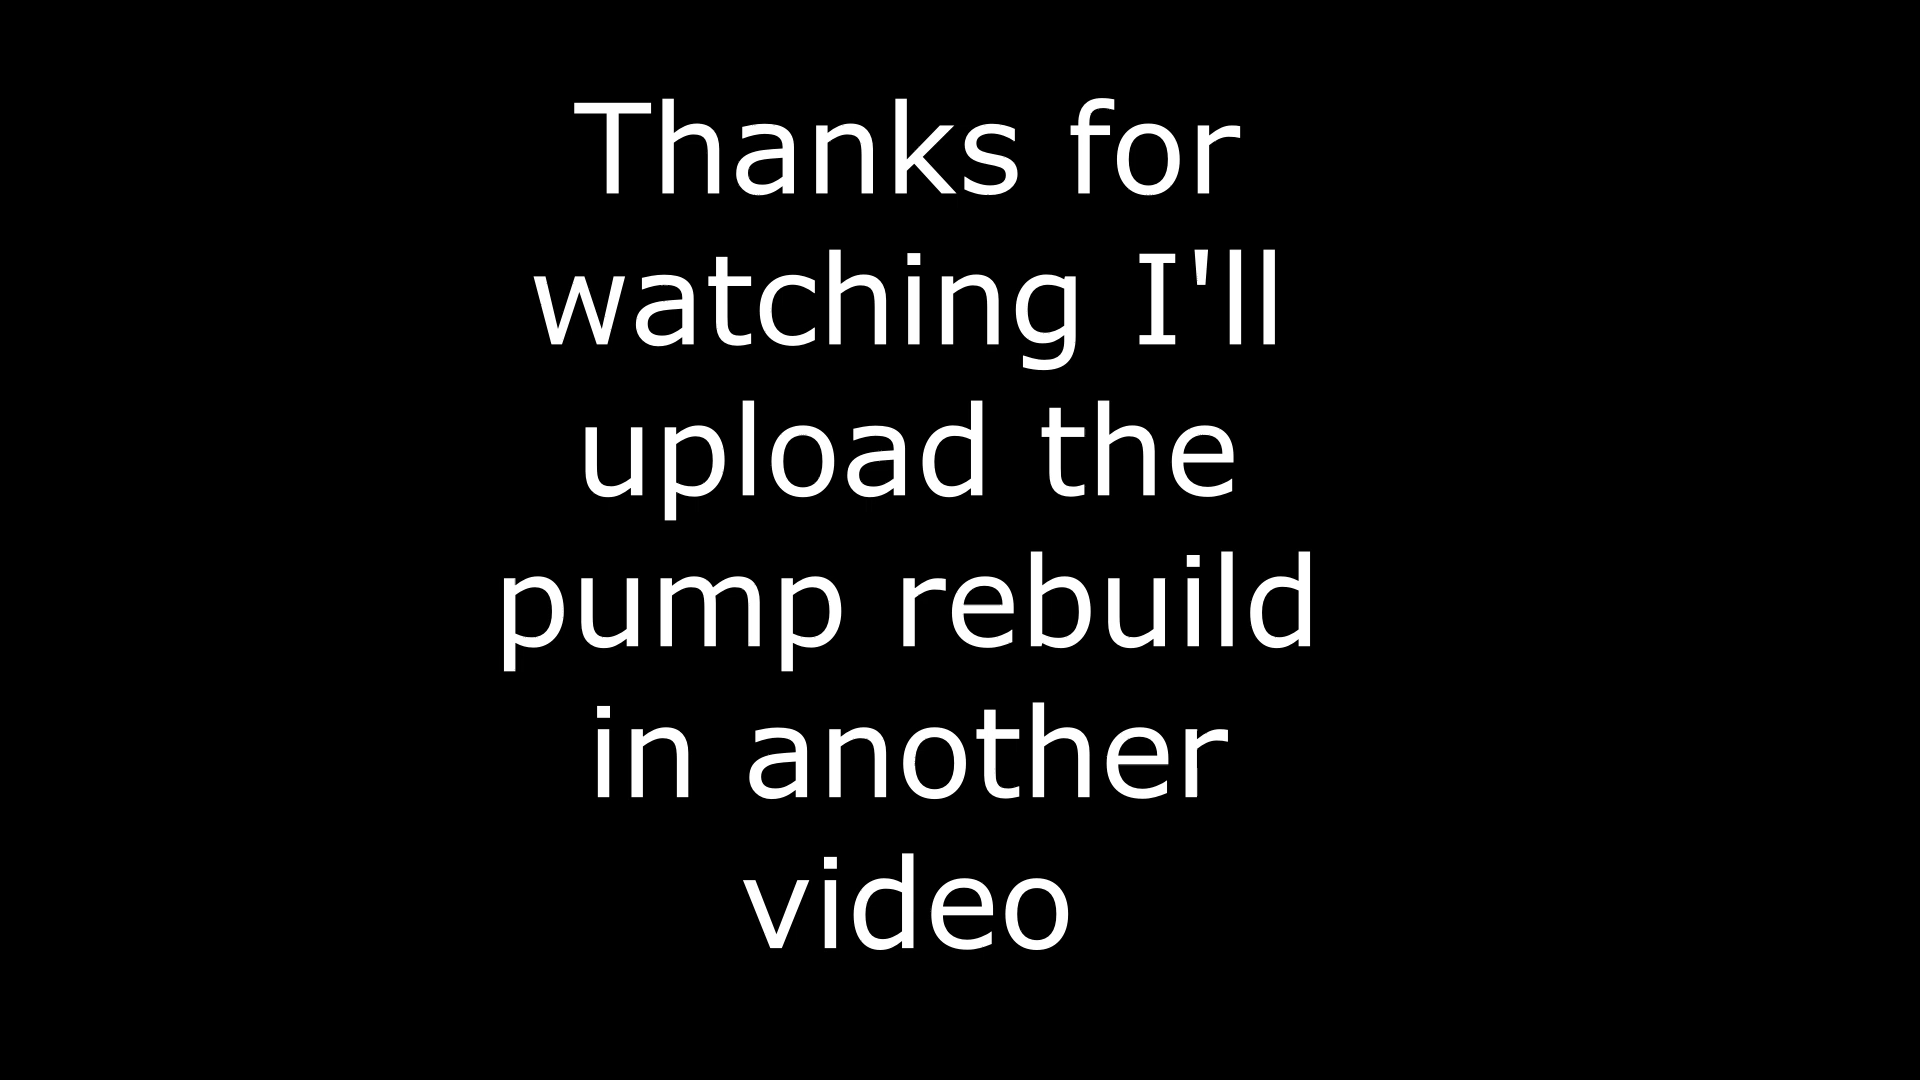 Thanks for
watching I'll
upload the
pump rebuild
in another
video